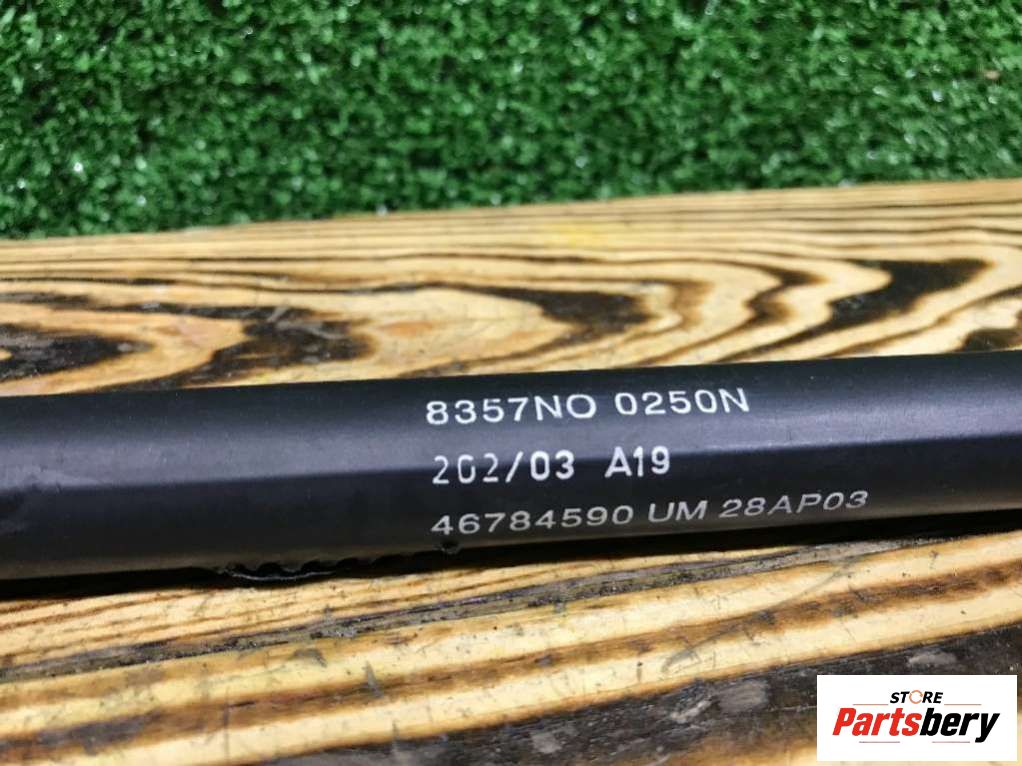 8357NO 0250N
202/03 A19
46784590 UM 28AP03
STORE
Partsbery